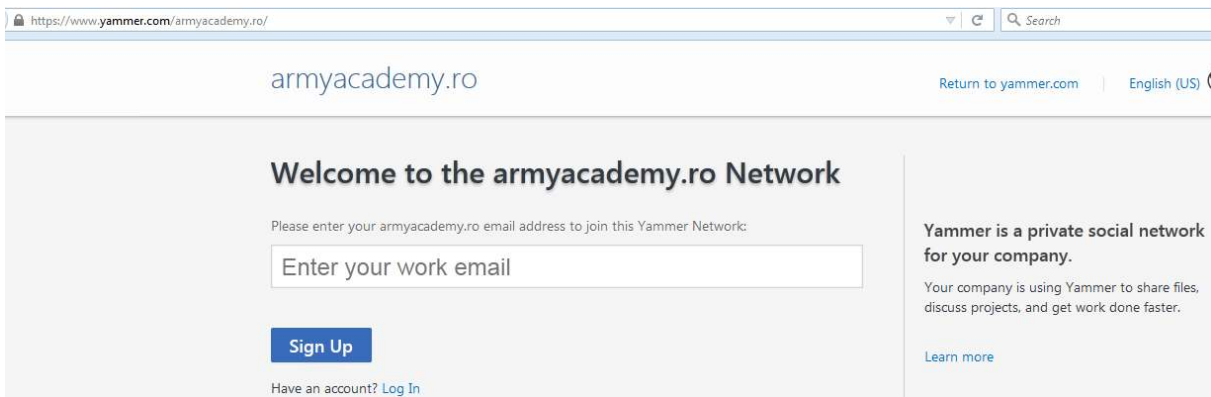 https://www.yammer.com/armyacademy.ro/
Search
armyacademy.ro
Return to yammer.com
English (US)
Welcome to the armyacademy.ro Network
Please enter your armyacademy.ro email address to join this Yammer Network:
Enter your work email
Sign Up
Have an account? Log In
Yammer is a private social network
for your company.
Your company is using Yammer to share files,
discuss projects, and get work done faster.
Learn more